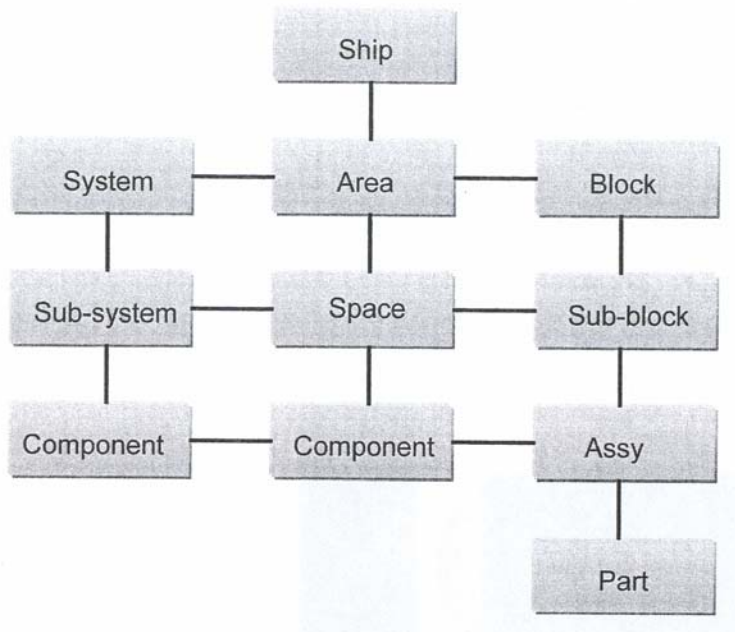 Ship
System
Area
Block
Sub-system
Space
Sub-block
Component
Component
Assy
Part